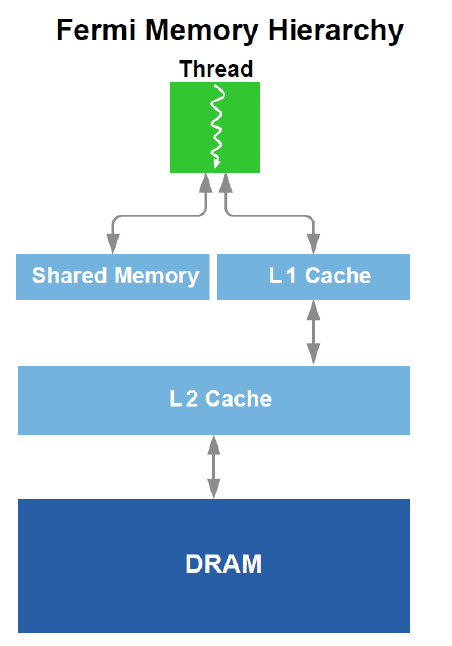 Fermi Memory Hierarchy
Thread
Shared Memory
L1 Cache
L2 Cache
DRAM